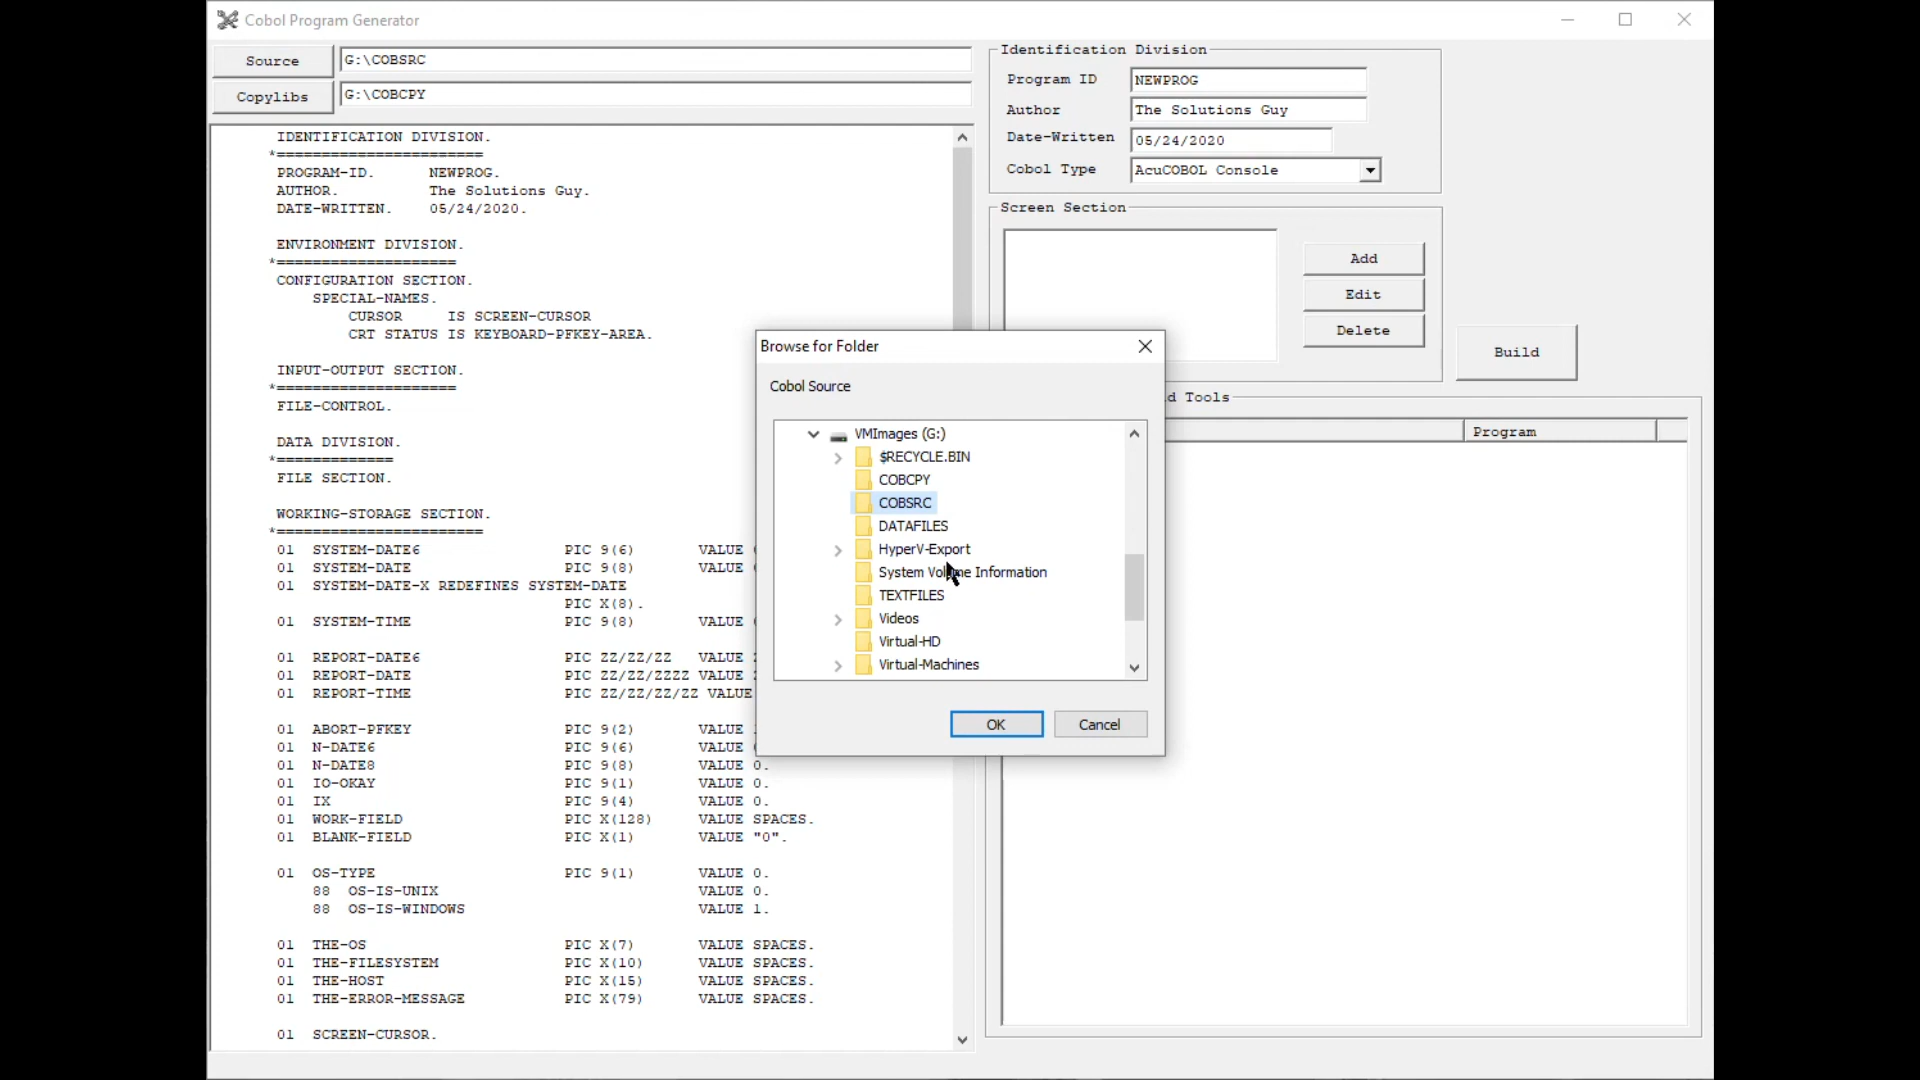 Cobol Program Generator
Source G:\COBSRC
Copylibs G:\COBCPY
IDENTIFICATION DIVISION.
*=======================
PROGRAM-ID. NEWPROG.
AUTHOR. The Solutions Guy.
DATE-WRITTEN. 05/24/2020.
ENVIRONMENT DIVISION.
*====================
CONFIGURATION SECTION.
SPECIAL-NAMES.
CURSOR IS SCREEN-CURSOR
CRT STATUS IS KEYBOARD-PFKEY-AREA.
INPUT-OUTPUT SECTION.
*====================
FILE-CONTROL.
DATA DIVISION.
*=============
FILE SECTION.
WORKING-STORAGE SECTION.
*=======================
01 SYSTEM-DATE6 PIC 9(6) VALUE
01 SYSTEM-DATE PIC 9(8) VALUE
01 SYSTEM-DATE-X REDEFINES SYSTEM-DATE
PIC X(8).
01 SYSTEM-TIME PIC 9(8) VALUE
01 REPORT-DATE6 PIC ZZ/ZZ/ZZ VALUE
01 REPORT-DATE PIC ZZ/ZZ/ZZZZ VALUE
01 REPORT-TIME PIC ZZ/ZZ/ZZ/ZZ VALUE
01 ABORT-PFKEY PIC 9(2) VALUE
01 N-DATE6 PIC 9(6) VALUE
01 N-DATE8 PIC 9(8) VALUE 0.
01 IO-OKAY PIC 9(1) VALUE 0.
01 IX PIC 9(4) VALUE 0.
01 WORK-FIELD PIC X(128) VALUE SPACES.
01 BLANK-FIELD PIC X(1) VALUE "0".
01 OS-TYPE PIC 9(1) VALUE 0.
88 OS-IS-UNIX VALUE 0.
88 OS-IS-WINDOWS VALUE 1.
01 THE-OS PIC X(7) VALUE SPACES.
01 THE-FILESYSTEM PIC X(10) VALUE SPACES.
01 THE-HOST PIC X(15) VALUE SPACES.
01 THE-ERROR-MESSAGE PIC X(79) VALUE SPACES.
01 SCREEN-CURSOR.
Identification Division
Program ID NEWPROG
Author The Solutions Guy
Date-Written 05/24/2020
Cobol Type AcuCOBOL Console
Screen Section
Add
Edit
Delete
Build
d Tools
Program
Browse for Folder
Cobol Source
VMImages (G:)
$RECYCLE.BIN
COBCPY
COBSRC
DATAFILES
HyperV-Export
System Volume Information
TEXTFILES
Videos
Virtual-HD
Virtual-Machines
OK Cancel